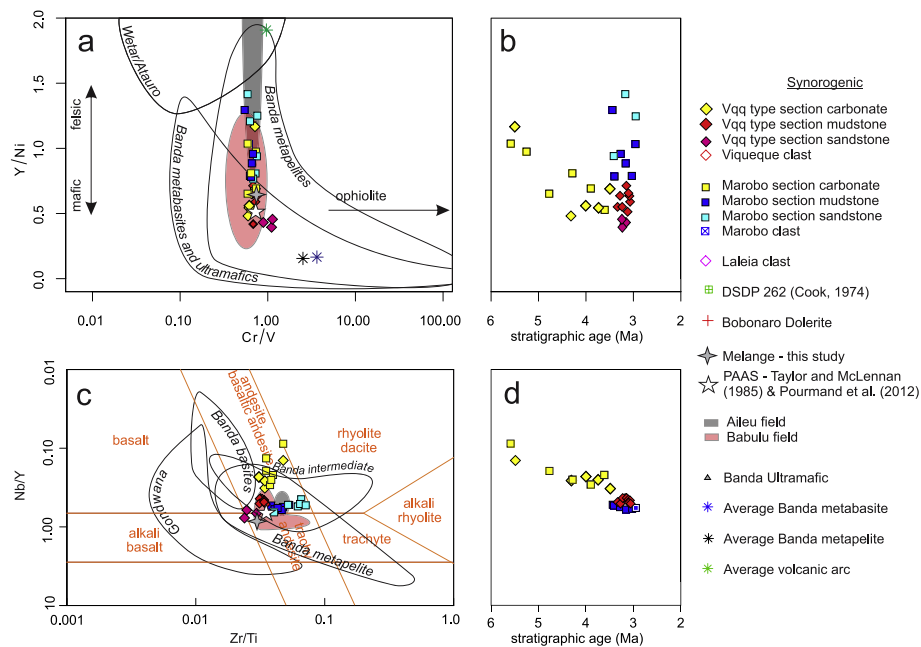 a
2.0
1.5
1.0
0.5
0.0
Y/Ni
felsic
mafic
Wetar/Atauro
Banda metapelites
Banda metabasites and ultramafics
ophiolite
0.01
0.10
1.00
10.00
100.00
Cr/V
b
6
5
4
3
2
stratigraphic age (Ma)
c
0.01
0.10
1.00
10
Nb/Y
basalt
andesite
basaltic andesite
rhyolite
dacite
Banda basites
Banda intermediate
Gondwana
alkali
basalt
alkali
rhyolite
trachyte
Banda metapelite
0.001
0.01
0.1
1.0
Zr/Ti
d
6
5
4
3
2
stratigraphic age (Ma)
Synorogenic
Vqq type section carbonate
Vqq type section mudstone
Vqq type section sandstone
Viqueque clast
Marobo section carbonate
Marobo section mudstone
Marobo section sandstone
Marobo clast
Laleia clast
DSDP 262 (Cook, 1974)
Bobonaro Dolerite
Melange - this study
PAAS - Taylor and McLennan
(1985) & Pourmand et al. (2012)
Aileu field
Babulu field
Banda Ultramafic
Average Banda metabasite
Average Banda metapelite
Average volcanic arc